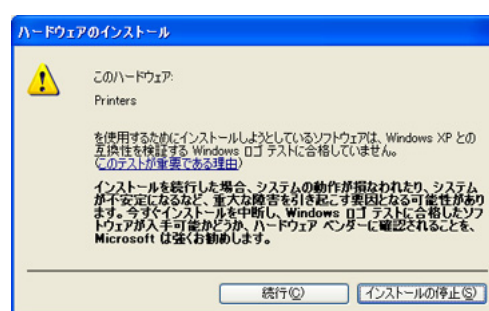 ハードウェアのインストール
このハードウェア:
Printers
を使用するためにインストールしようとしているソフトウェアは、Windows XP との
互換性を検証する Windows ロゴ テストに合格していません。
(このテストが重要である理由)
インストールを続行した場合、システムの動作が損なわれたり、システム
が不安定になるなど、重大な障害を引き起こす要因となる可能性があり
ます。今すぐインストールを中断し、Windows ロゴ テストに合格したソフ
トウェアが入手可能かどうか、ハードウェア ベンダーに確認されることを、
Microsoft は強くお勧めします。
続行(C) インストールの停止(S)